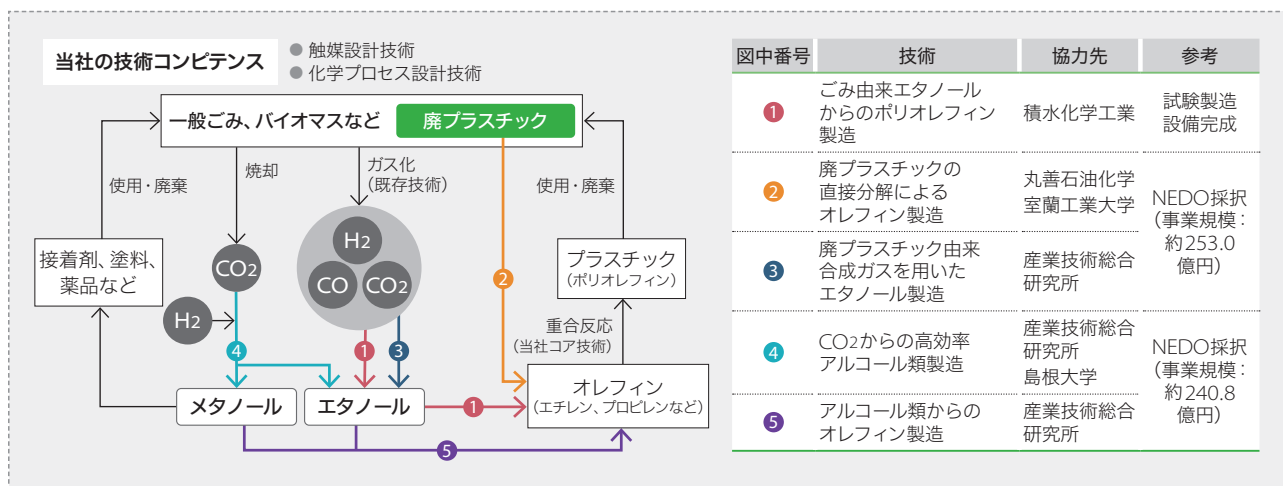 当社の技術コンピテンス
● 触媒設計技術
● 化学プロセス設計技術
一般ごみ、バイオマスなど
廃プラスチック
使用・廃棄
焼却
ガス化
(既存技術)
使用・廃棄
接着剤、塗料、
薬品など
CO2
H2
CO
CO2
H2
2
プラスチック
(ポリオレフィン)
重合反応
(当社コア技術)
4
1
3
メタノール
エタノール
1
オレフィン
(エチレン、プロピレンなど)
5
図中番号 技術 協力先 参考
1
ごみ由来エタノール
からのポリオレフィン
製造
積水化学工業
試験製造
設備完成
2
廃プラスチックの
直接分解による
オレフィン製造
丸善石油化学
室蘭工業大学
NEDO採択
(事業規模：
約253.0
億円)
3
廃プラスチック由来
合成ガスを用いた
エタノール製造
産業技術総合
研究所
4
CO2からの高効率
アルコール類製造
産業技術総合
研究所
島根大学
NEDO採択
(事業規模：
約240.8
億円)
5
アルコール類からの
オレフィン製造
産業技術総合
研究所